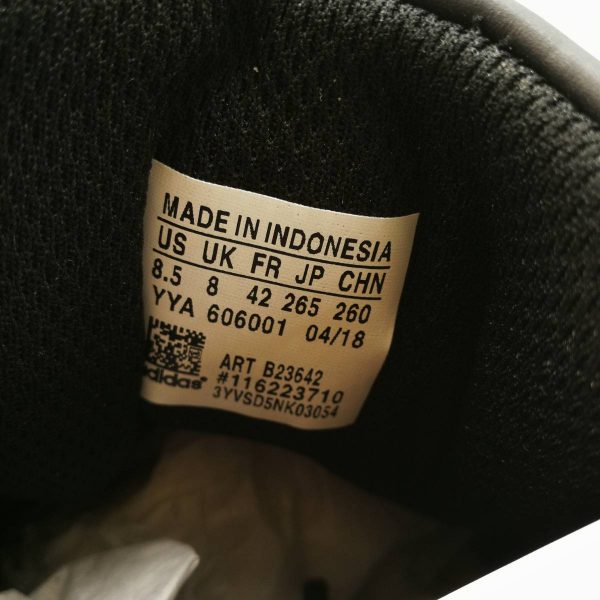 MADE IN INDONESIA
US UK FR JP CHN
8.5 8 42 265 260
YYA 606001 04/18
ART B23642
#116223710
adidas® 3YVSD5NK03054